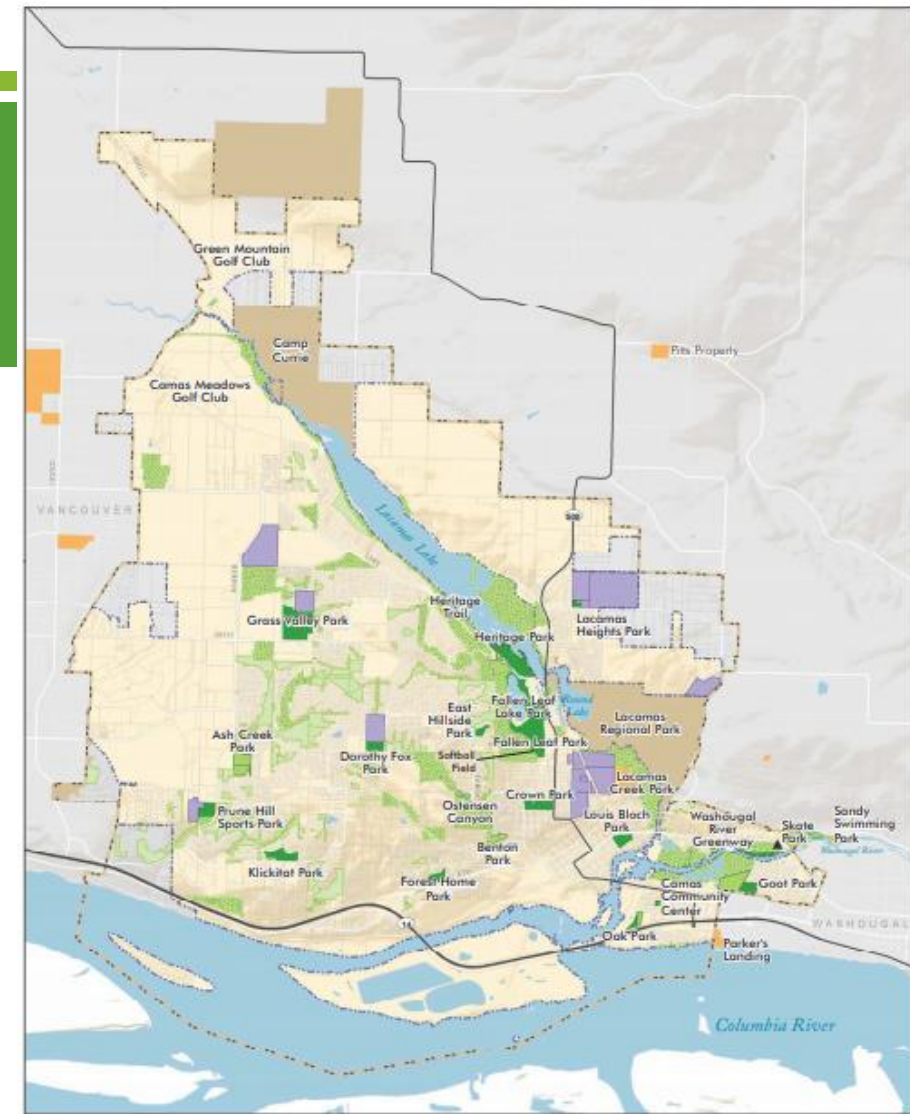 Green Mountain
Golf Club
Camp
Currie
Pitts Property
Camas Meadows
Golf Club
VANCOUVER
Lacamas Lake
500
Heritage
Trail
Grass Valley Park
Lacamas
Heights Park
Heritage Park
Fallen Leaf
Lake Park
Round
Lake
East
Hillside
Park
Lacamas
Regional Park
Ash Creek
Park
Fallen Leaf Park
Dorothy Fox
Park
Softball
Field
Lacamas
Creek Park
Crown Park
Prune Hill
Sports Park
Ostensen
Canyon
Louis Bloch
Park
Washougal
River
Greenway
Skate
Park
Sandy
Swimming
Park
Washougal River
Benton
Park
Klickitat Park
Forest Home
Park
Camas
Community
Center
Goot Park
14
Oak Park
WASHOUGAL
Parker's
Landing
Columbia River